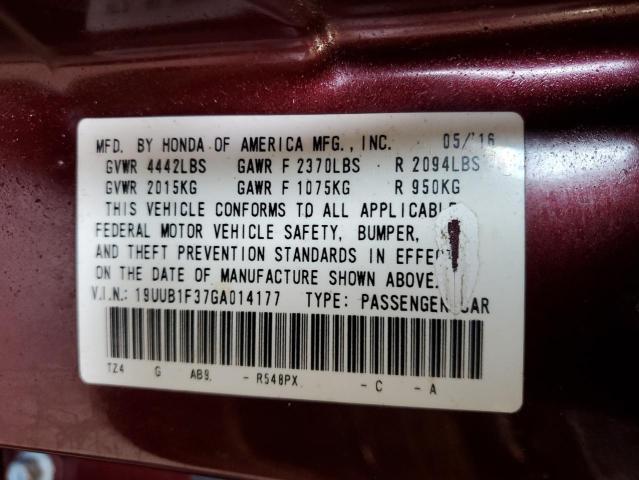 MFD. BY HONDA OF AMERICA MFG., INC. 05/'16
GVWR 4442LBS GAWR F 2370LBS R 2094LBS
GVWR 2015KG GAWR F 1075KG R 950KG
THIS VEHICLE CONFORMS TO ALL APPLICABLE
FEDERAL MOTOR VEHICLE SAFETY, BUMPER,
AND THEFT PREVENTION STANDARDS IN EFFECT
ON THE DATE OF MANUFACTURE SHOWN ABOVE.
V.I.N.: 19UUB1F37GA014177 TYPE: PASSENGER CAR
TZ4 G AB9 - R548PX - C - A